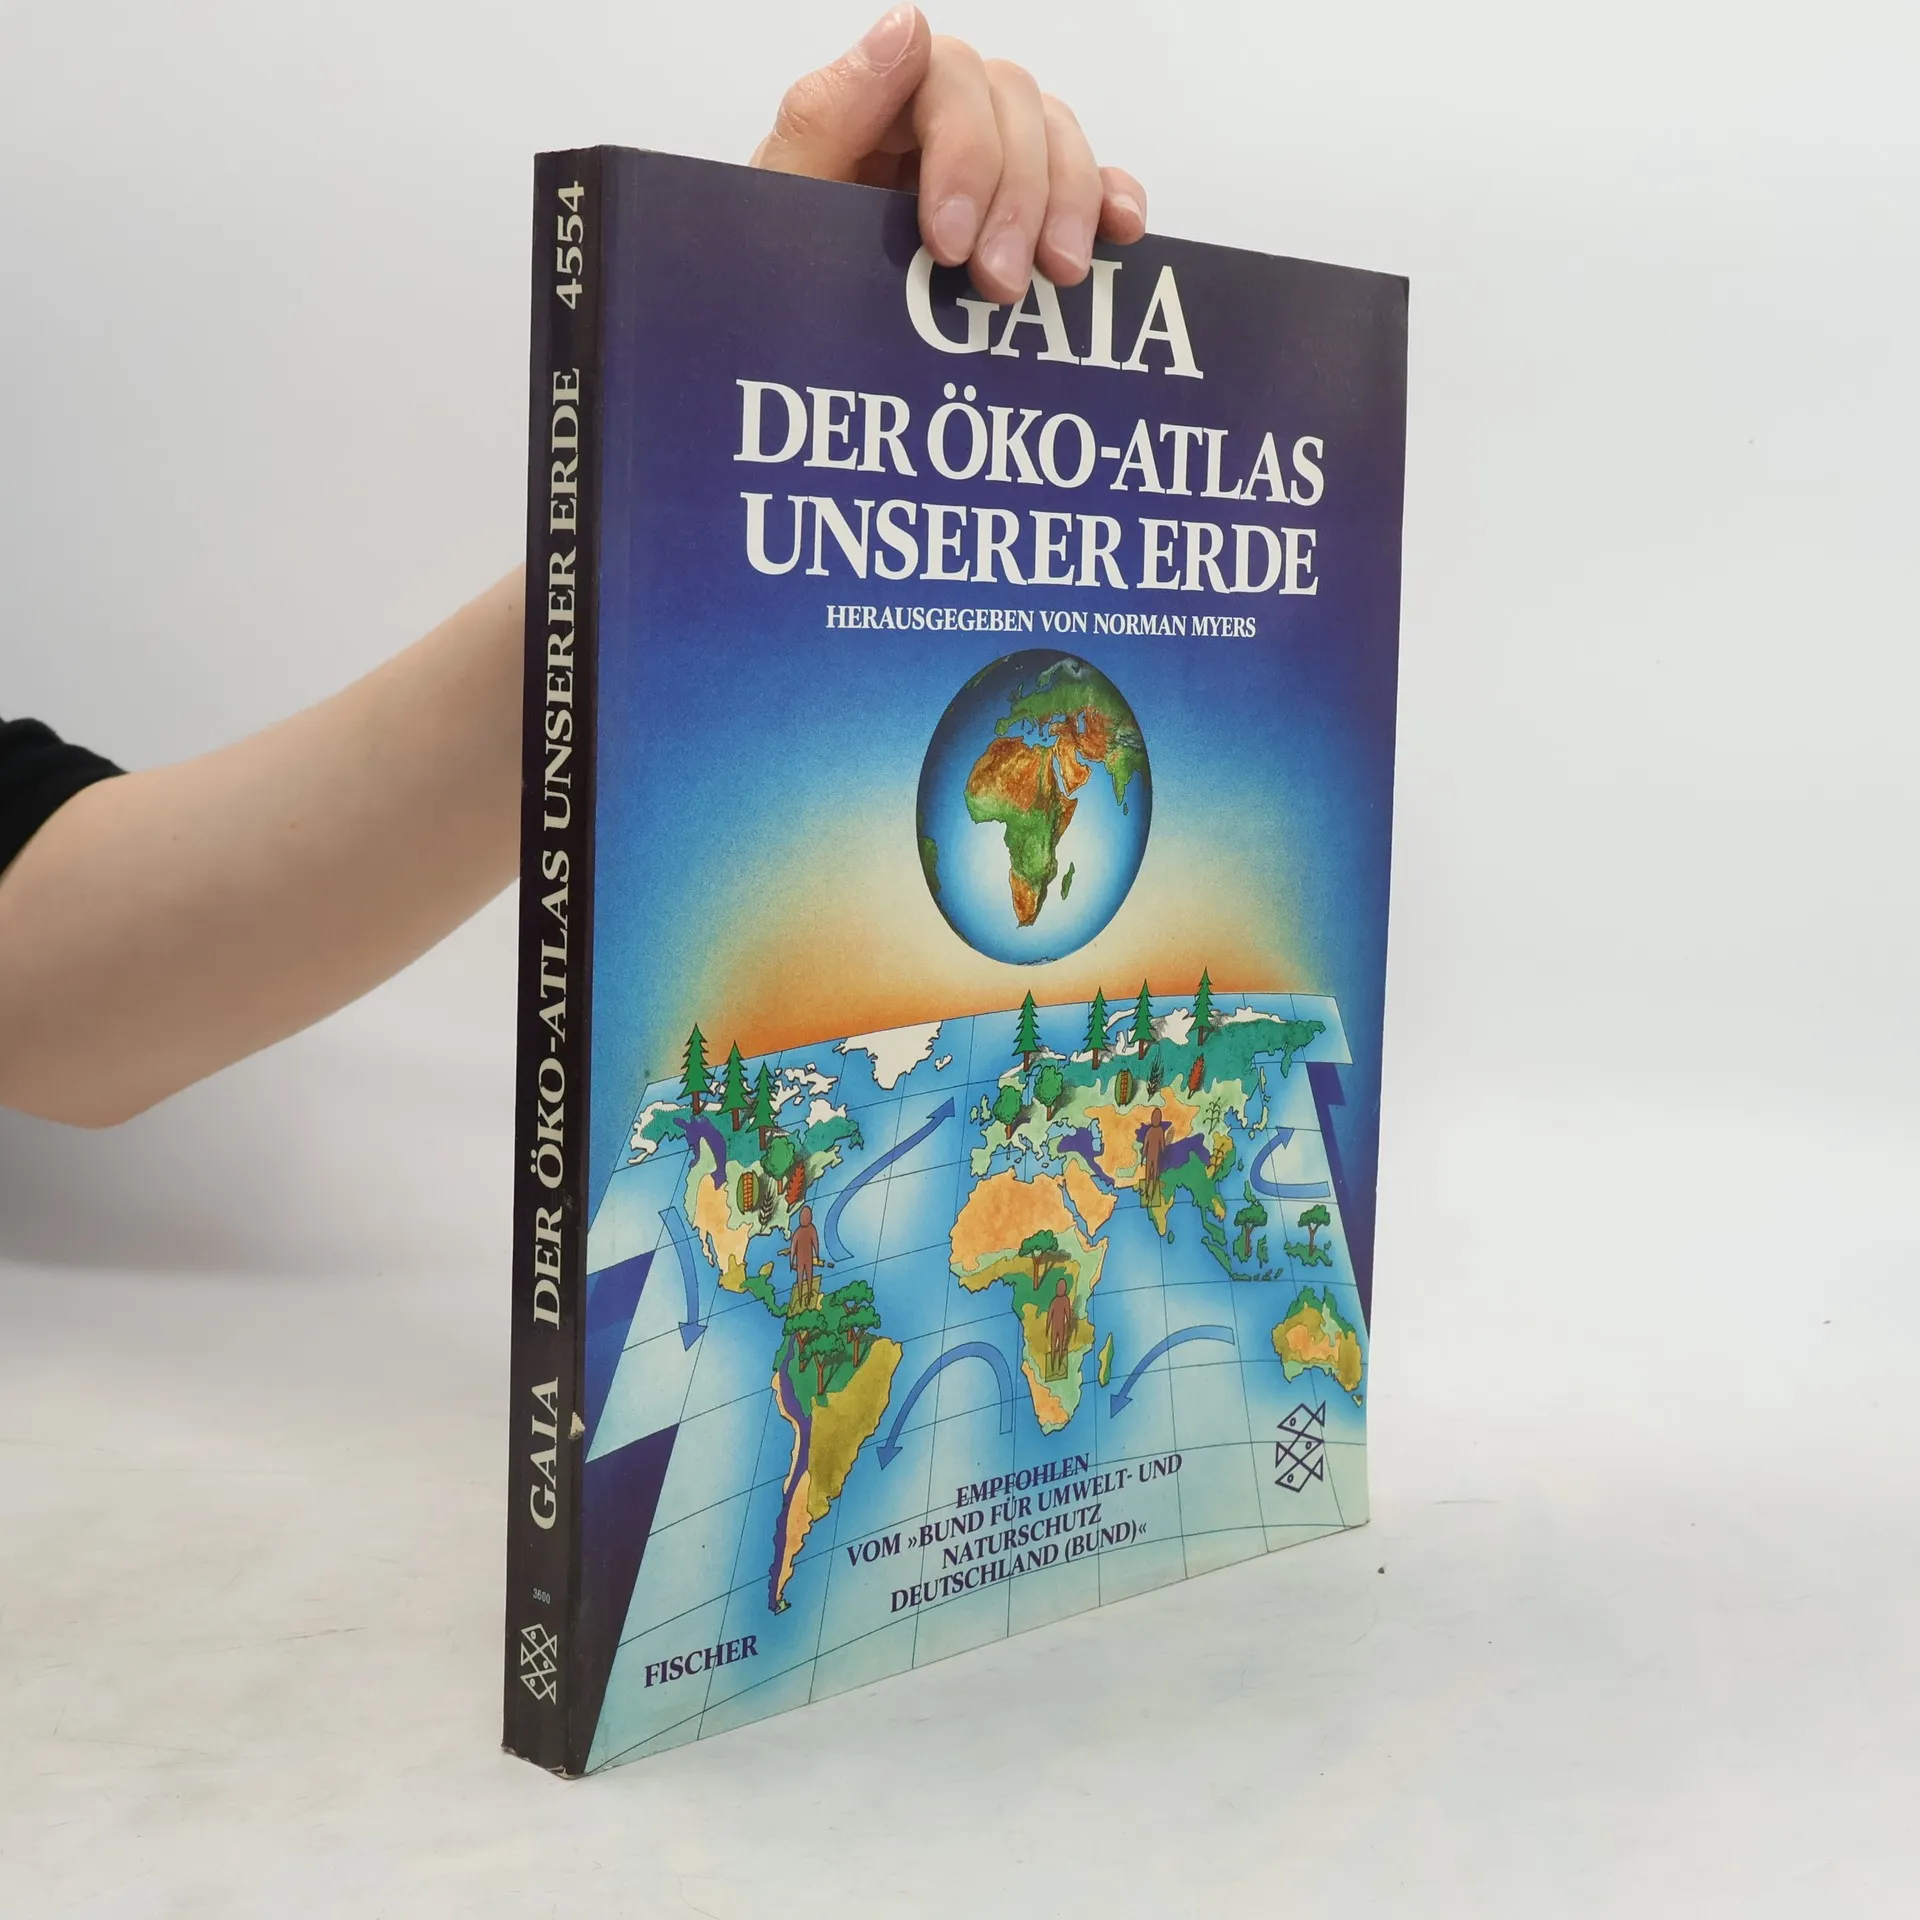 GAIA DER ÖKO-ATLAS UNSERER ERDE 4554
3600
GAIA
DER ÖKO-ATLAS
UNSERER ERDE
HERAUSGEGEBEN VON NORMAN MYERS
EMPFOHLEN
VOM »BUND FÜR UMWELT- UND
NATURSCHUTZ
DEUTSCHLAND (BUND)«
FISCHER